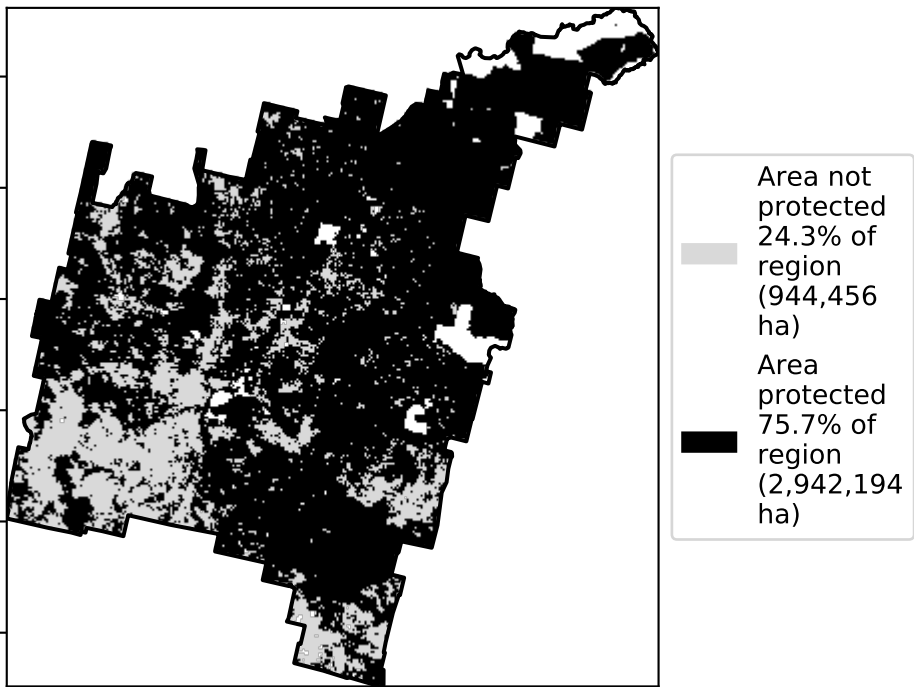 Area not
protected
24.3% of
region
(944,456
ha)
Area
protected
75.7% of
region
(2,942,194
ha)